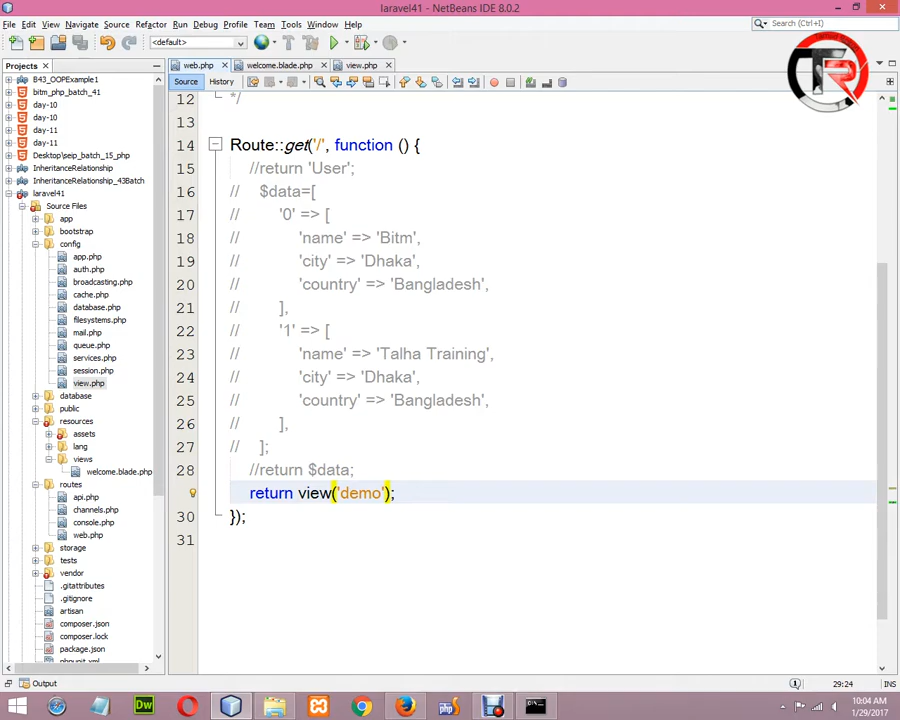 laravel41 - NetBeans IDE 8.0.2
File Edit View Navigate Source Refactor Run Debug Profile Team Tools Window Help
Search (Ctrl+I)
<default>
Projects
web.php
welcome.blade.php
view.php
Source
History
B43_OOPExample1
bitm_php_batch_41
day-10
day-10
day-11
day-11
Desktop\seip_batch_15_php
InheritanceRelationship
InheritanceRelationship_43Batch
laravel41
Source Files
app
bootstrap
config
app.php
auth.php
broadcasting.php
cache.php
database.php
filesystems.php
mail.php
queue.php
services.php
session.php
view.php
database
public
resources
assets
lang
views
welcome.blade.php
routes
api.php
channels.php
console.php
web.php
storage
tests
vendor
.gitattributes
.gitignore
artisan
composer.json
composer.lock
package.json
phpunit.xml
12 */
13
14 Route::get('/', function () {
15 //return 'User';
16 // $data=[
17 // '0' => [
18 // 'name' => 'Bitm',
19 // 'city' => 'Dhaka',
20 // 'country' => 'Bangladesh',
21 // ],
22 // '1' => [
23 // 'name' => 'Talha Training',
24 // 'city' => 'Dhaka',
25 // 'country' => 'Bangladesh',
26 // ],
27 // ];
28 //return $data;
return view('demo');
30 });
31
Output
29:24
INS
Dw
php
10:04 AM
1/29/2017